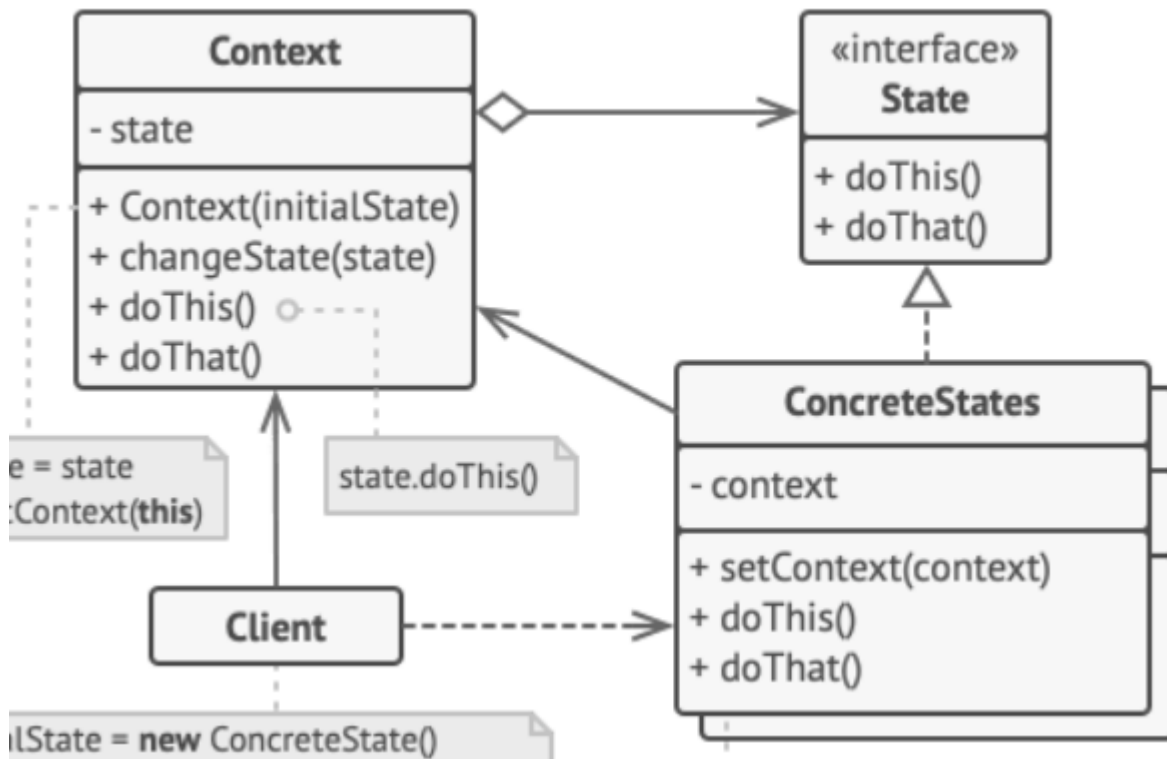 Context
- state
+ Context(initialState)
+ changeState(state)
+ doThis()
+ doThat()
«interface»
State
+ doThis()
+ doThat()
ConcreteStates
- context
+ setContext(context)
+ doThis()
+ doThat()
e = state
tContext(this)
state.doThis()
Client
lState = new ConcreteState()